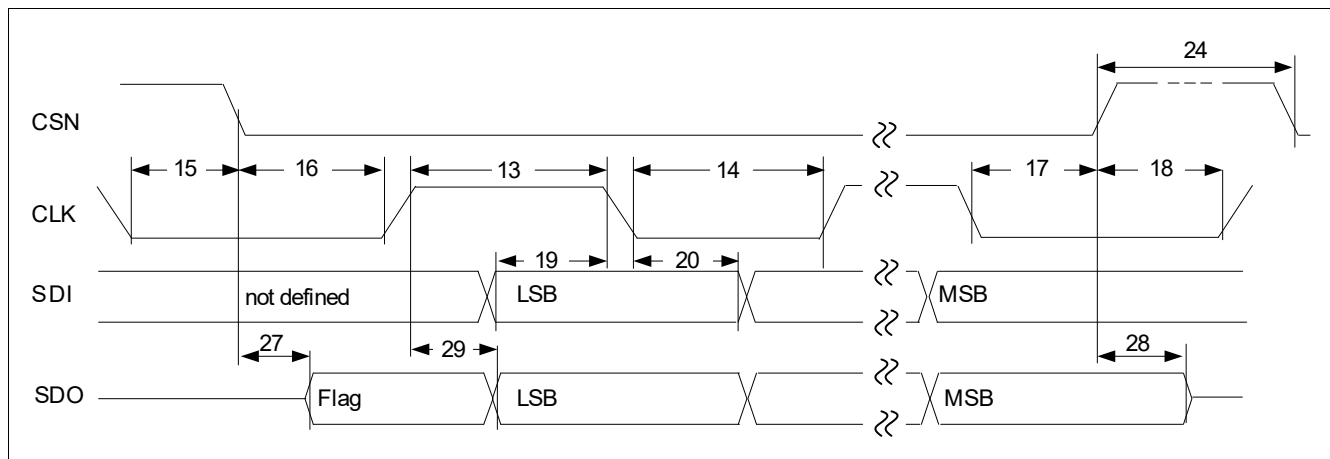 24
CSN
15
16
13
14
17
18
CLK
19
20
SDI
not defined
LSB
MSB
27
29
28
SDO
Flag
LSB
MSB